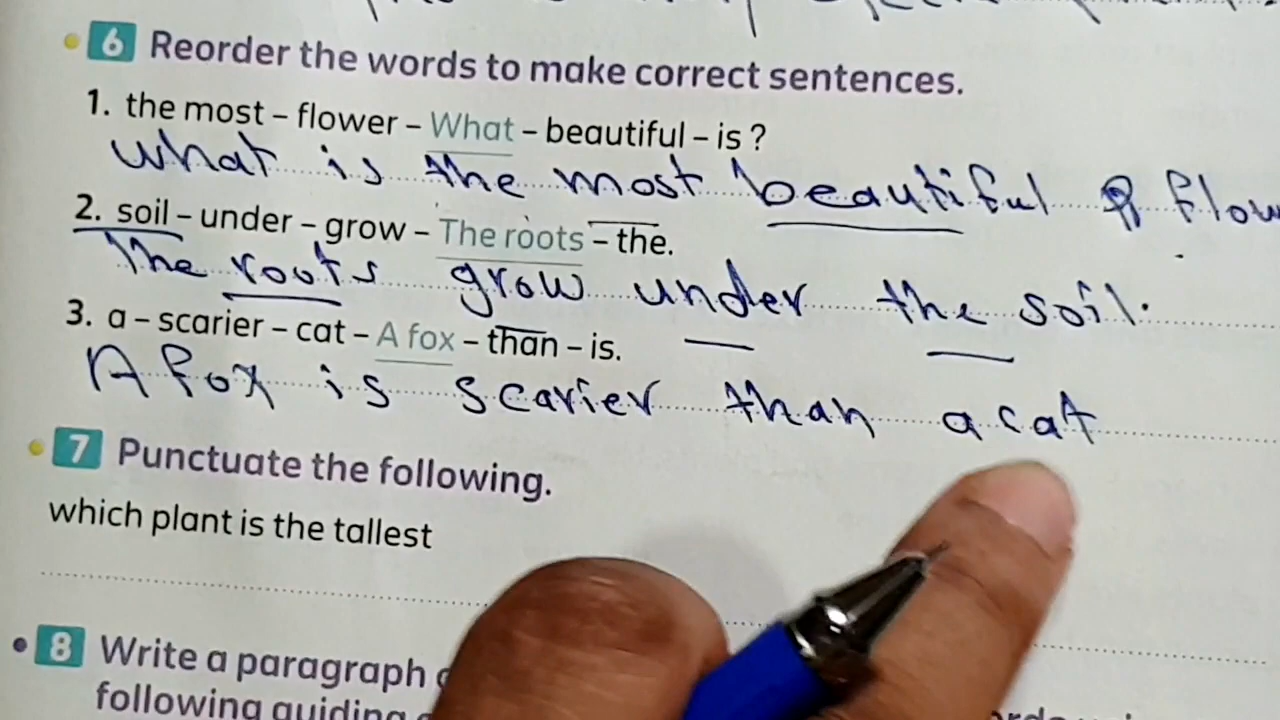 6 Reorder the words to make correct sentences.
1. the most – flower – What – beautiful – is ?
What is the most beautiful flow
2. soil – under – grow – The roots – the.
The roots grow under the soil.
3. a – scarier – cat – A fox – than – is.
A fox is scarier than a cat
7 Punctuate the following.
which plant is the tallest
8 Write a paragraph
following guiding